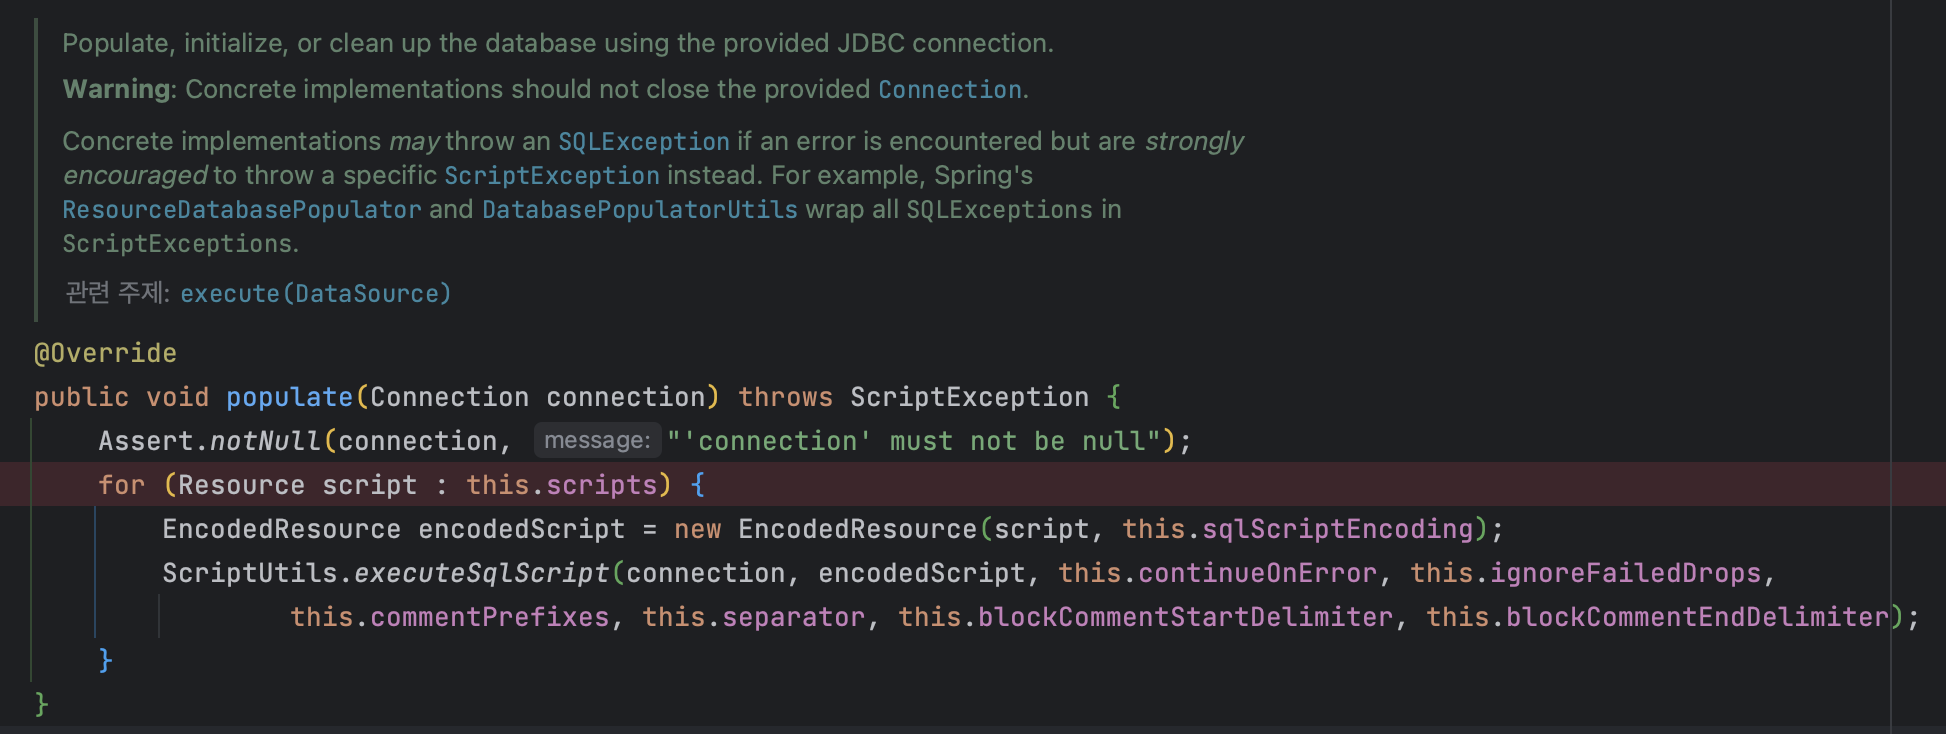 Populate, initialize, or clean up the database using the provided JDBC connection.
Warning: Concrete implementations should not close the provided Connection.
Concrete implementations may throw an SQLException if an error is encountered but are strongly
encouraged to throw a specific ScriptException instead. For example, Spring's
ResourceDatabasePopulator and DatabasePopulatorUtils wrap all SQLExceptions in
ScriptExceptions.
관련 주제: execute(DataSource)
@Override
public void populate(Connection connection) throws ScriptException {
    Assert.notNull(connection, message: "'connection' must not be null");
    for (Resource script : this.scripts) {
        EncodedResource encodedScript = new EncodedResource(script, this.sqlScriptEncoding);
        ScriptUtils.executeSqlScript(connection, encodedScript, this.continueOnError, this.ignoreFailedDrops,
                this.commentPrefixes, this.separator, this.blockCommentStartDelimiter, this.blockCommentEndDelimiter);
    }
}